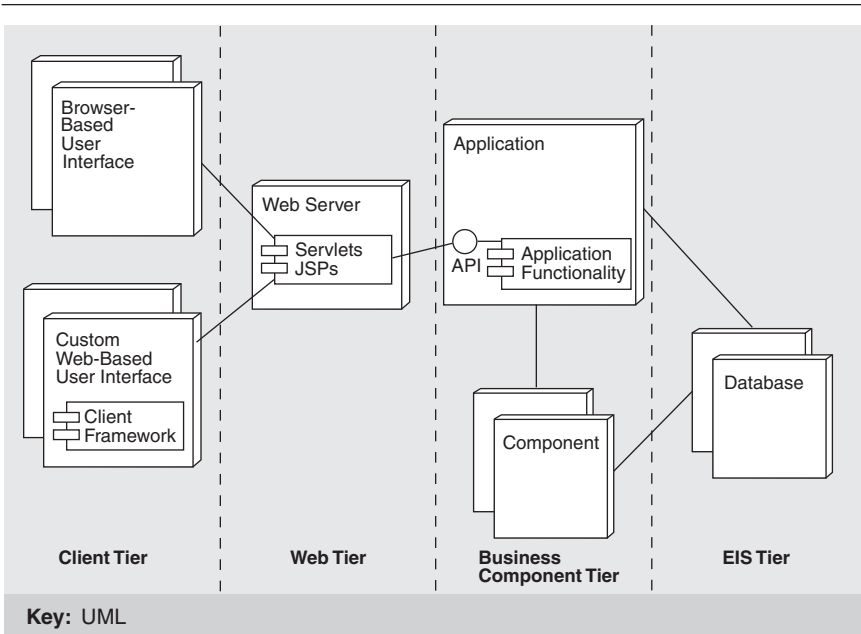 Browser-
Based
User
Interface
Custom
Web-Based
User Interface
Client
Framework
Web Server
Servlets
JSPs
Application
API
Application
Functionality
Component
Database
Client Tier
Web Tier
Business
Component Tier
EIS Tier
Key: UML